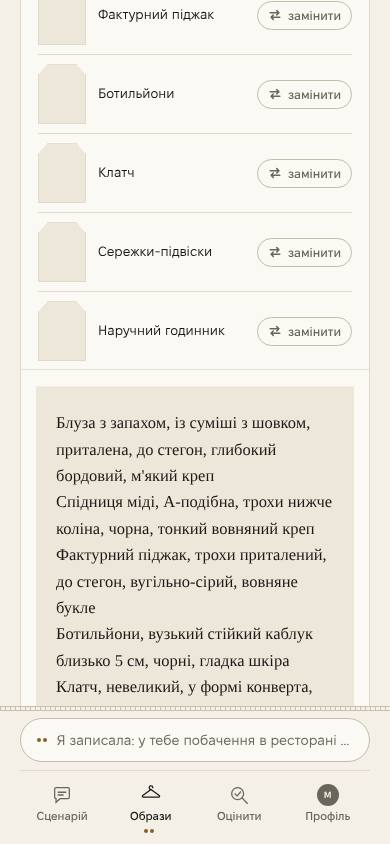 Фактурний піджак
замінити
Ботильйони
замінити
Клатч
замінити
Сережки-підвіски
замінити
Наручний годинник
замінити
Блуза з запахом, із суміші з шовком,
приталена, до стегон, глибокий
бордовий, м'який креп
Спідниця міді, А-подібна, трохи нижче
коліна, чорна, тонкий вовняний креп
Фактурний піджак, трохи приталений,
до стегон, вугільно-сірий, вовняне
букле
Ботильйони, вузький стійкий каблук
близько 5 см, чорні, гладка шкіра
Клатч, невеликий, у формі конверта,
Я записала: у тебе побачення в ресторані ...
Сценарій
Образи
Оцінити
М
Профіль